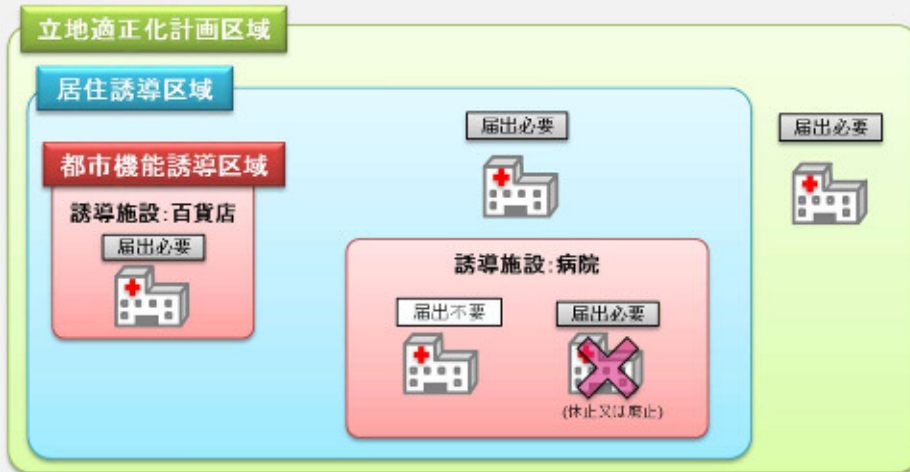 立地適正化計画区域
居住誘導区域
届出必要
届出必要
都市機能誘導区域
誘導施設:百貨店
届出必要
誘導施設:病院
届出不要
届出必要
(休止又は廃止)